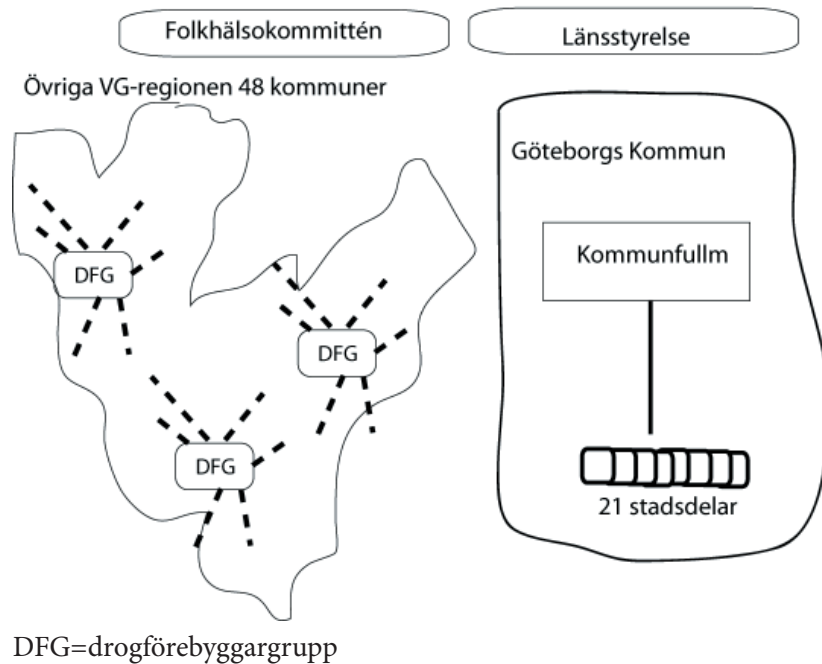 Folkhälsokommittén
Länsstyrelse
Övriga VG-regionen 48 kommuner
Göteborgs Kommun
Kommunfullm
DFG
DFG
DFG
21 stadsdelar
DFG=drogförebyggargrupp